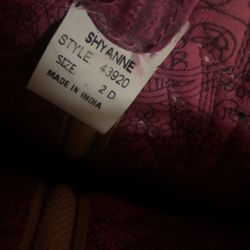 SHYANNE
STYLE: 43920
SIZE - 2 D
MADE IN INDIA